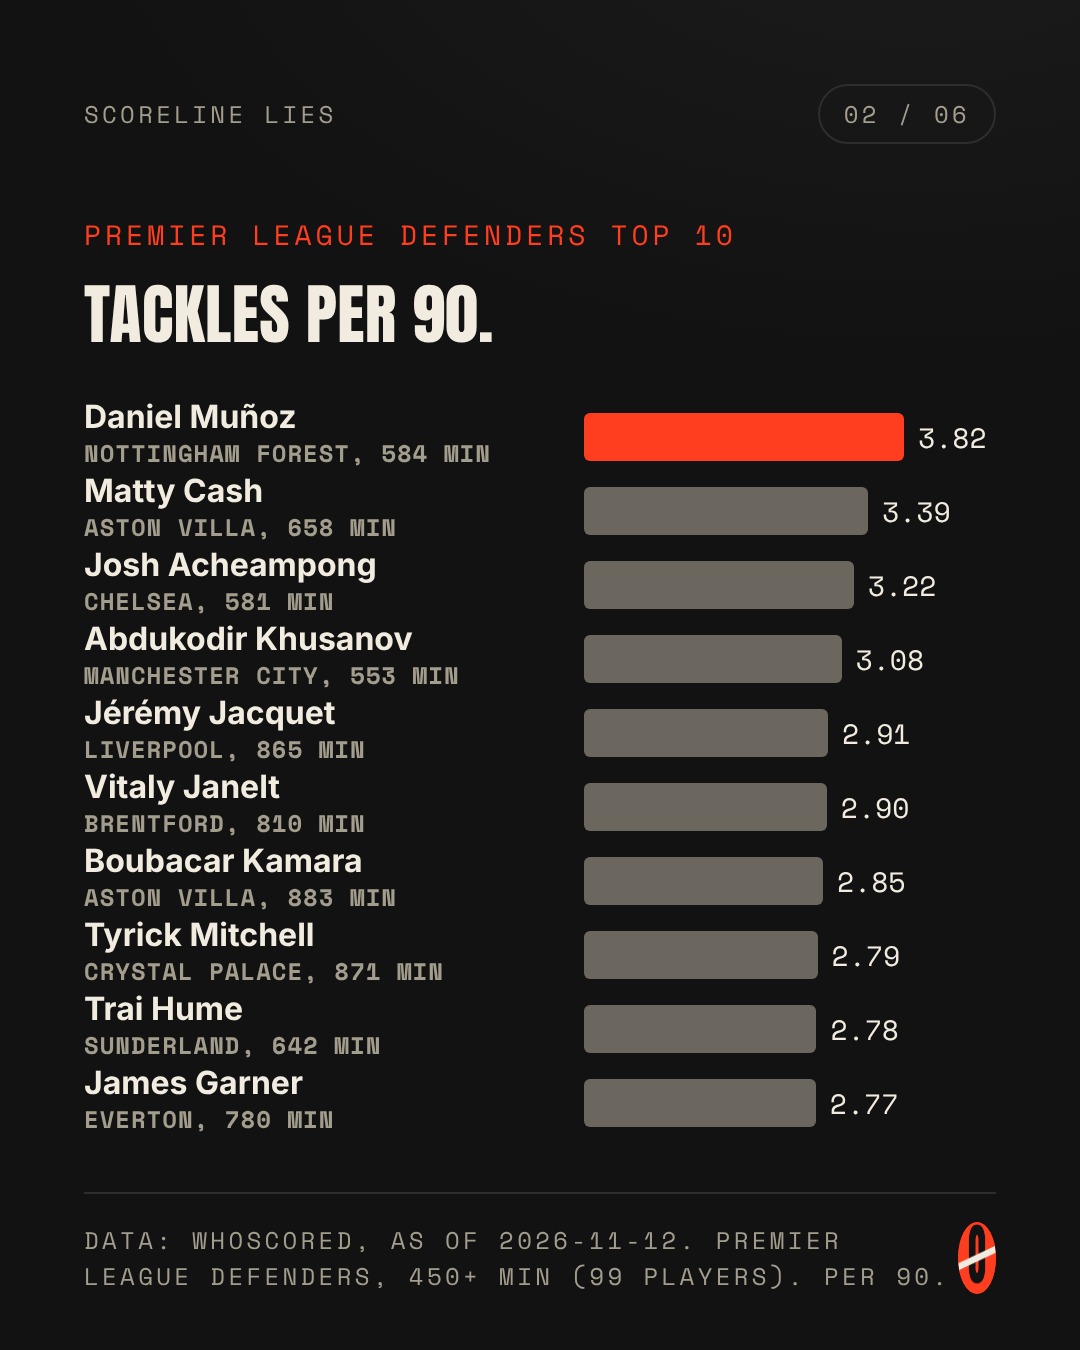 SCORELINE LIES
02 / 06
PREMIER LEAGUE DEFENDERS TOP 10
TACKLES PER 90.
Daniel Muñoz
3.82
NOTTINGHAM FOREST, 584 MIN
Matty Cash
3.39
ASTON VILLA, 658 MIN
Josh Acheampong
3.22
CHELSEA, 581 MIN
Abdukodir Khusanov
3.08
MANCHESTER CITY, 553 MIN
Jérémy Jacquet
2.91
LIVERPOOL, 865 MIN
Vitaly Janelt
2.90
BRENTFORD, 810 MIN
Boubacar Kamara
2.85
ASTON VILLA, 883 MIN
Tyrick Mitchell
2.79
CRYSTAL PALACE, 871 MIN
Trai Hume
2.78
SUNDERLAND, 642 MIN
James Garner
2.77
EVERTON, 780 MIN
DATA: WHOSCORED, AS OF 2026-11-12. PREMIER
LEAGUE DEFENDERS, 450+ MIN (99 PLAYERS). PER 90.